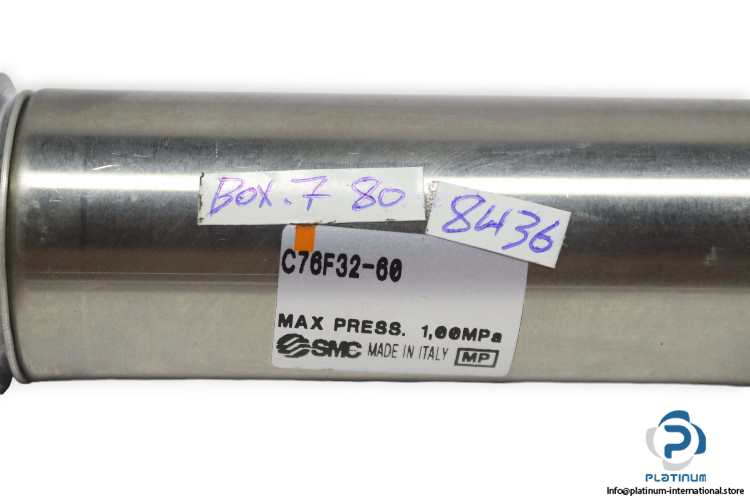 BOX.7 80
8436
C76F32-60
MAX PRESS. 1,00MPa
SMC MADE IN ITALY MP
PLATINUM
Info@platinum-international.store